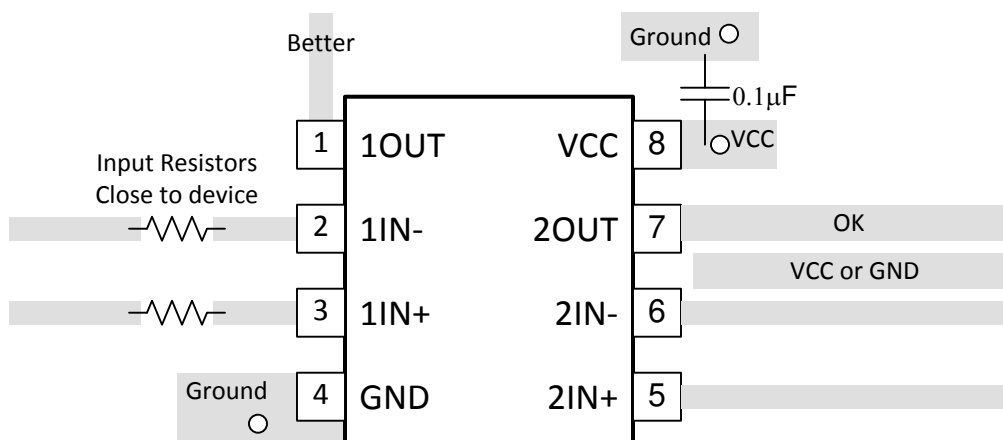 Better
Ground
0.1µF
1 1OUT VCC 8 VCC
Input Resistors
Close to device
2 1IN- 2OUT 7 OK
VCC or GND
3 1IN+ 2IN- 6
Ground
4 GND 2IN+ 5